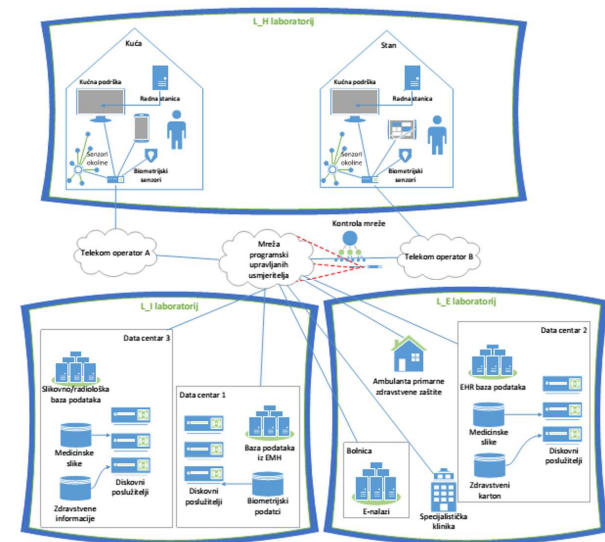 L_H laboratorij
Kuća
Stan
Kućna podrška
Radna stanica
Senzori
okoline
Biometrijski
senzori
Kućna podrška
Radna stanica
Senzori
okoline
Biometrijski
senzori
Kontrola mreže
Telekom operator A
Mreža
programski
upravljanih
usmjeritelja
Telekom operator B
L_I laboratorij
Data centar 3
Slikovno/radiološka
baza podataka
Medicinske
slike
Zdravstvene
informacije
Diskovni
poslužitelji
Data centar 1
Baza podataka
iz EMH
Diskovni
poslužitelji
Biometrijski
podatci
L_E laboratorij
Ambulanta primarne
zdravstvene zaštite
Bolnica
E-nalazi
Specijalistička
klinika
Data centar 2
EHR baza podataka
Medicinske
slike
Zdravstveni
karton
Diskovni
poslužitelji